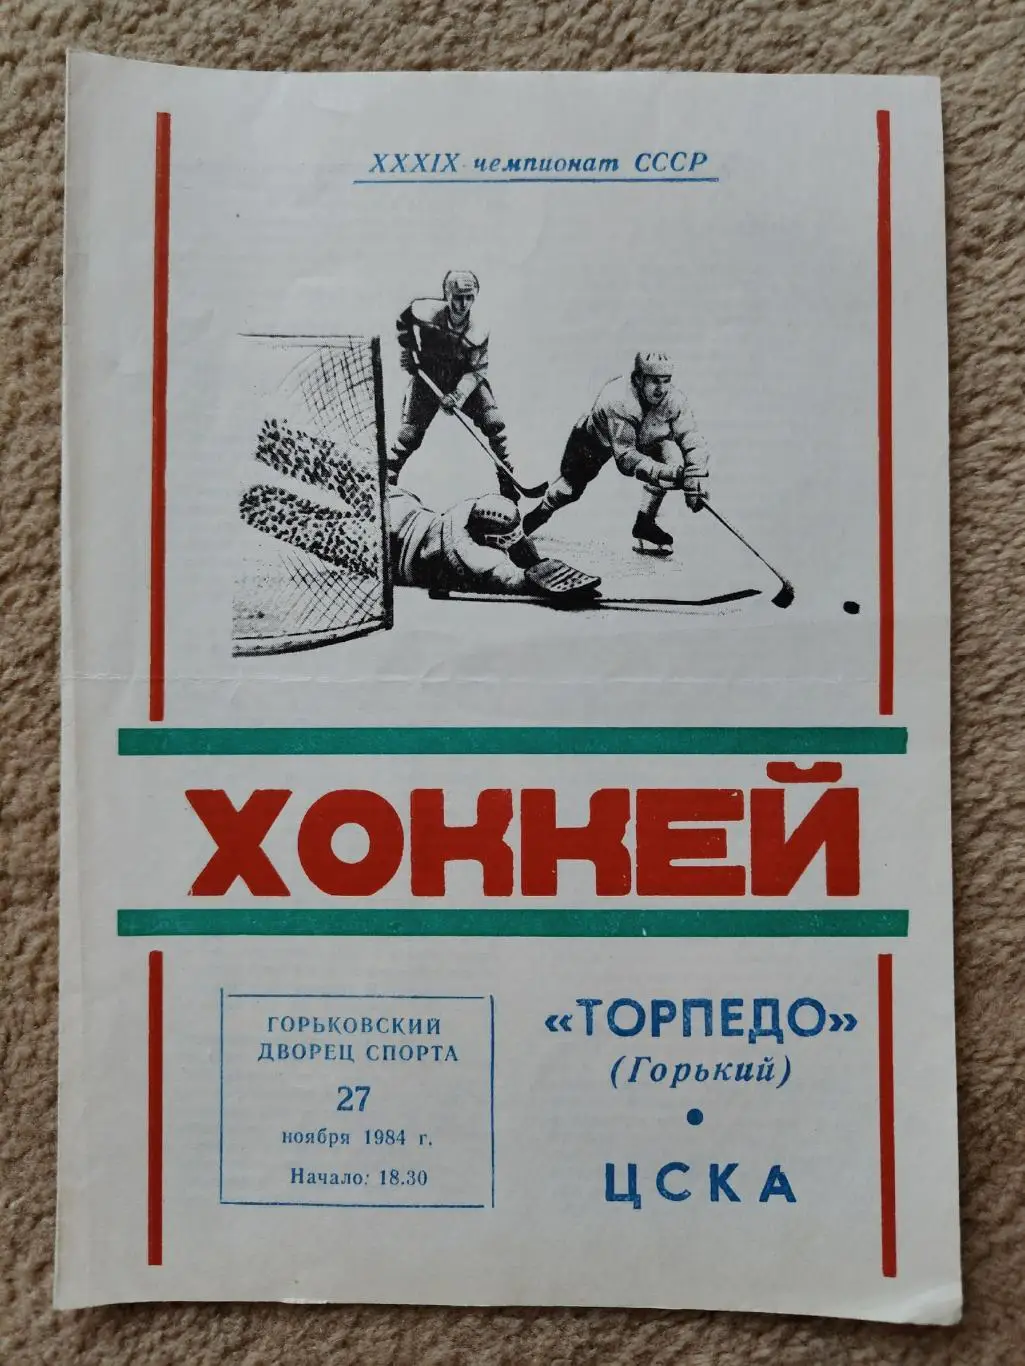 XXXIX чемпионат СССР
ХОККЕЙ
ГОРЬКОВСКИЙ
ДВОРЕЦ СПОРТА
27
ноября 1984 г.
Начало: 18.30
«ТОРПЕДО»
(Горький)
•
ЦСКА